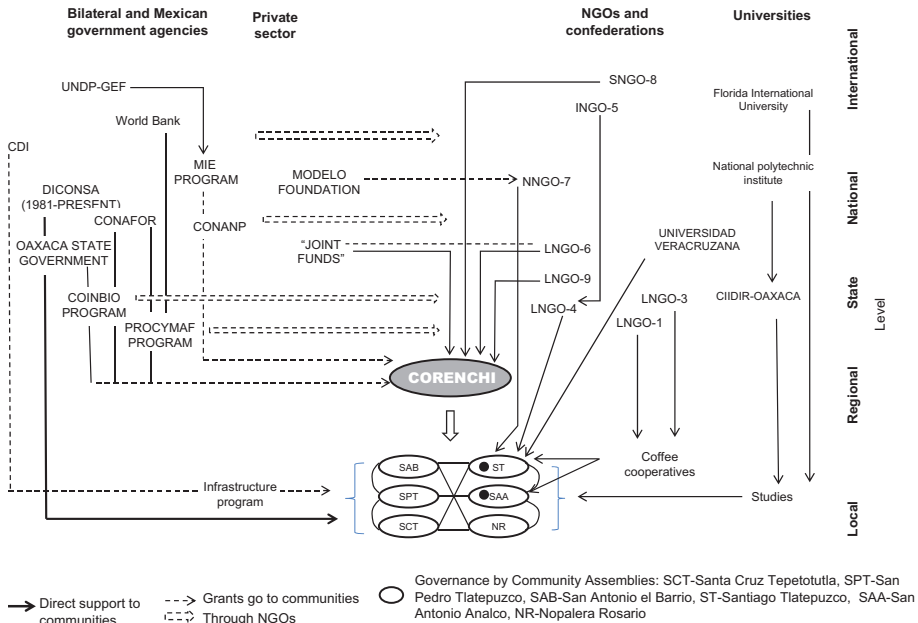 Bilateral and Mexican
government agencies
Private
sector
NGOs and
confederations
Universities
International
National
State
Regional
Local
Level
UNDP-GEF
World Bank
CDI
MIE
PROGRAM
DICONSA
(1981-PRESENT)
CONAFOR
CONANP
OAXACA STATE
GOVERNMENT
COINBIO
PROGRAM
PROCYMAF
PROGRAM
MODELO
FOUNDATION
"JOINT
FUNDS"
SNGO-8
INGO-5
NNGO-7
LNGO-6
LNGO-9
LNGO-4
LNGO-3
LNGO-1
Florida International
University
National polytechnic
institute
UNIVERSIDAD
VERACRUZANA
CIIDIR-OAXACA
CORENCHI
SAB
ST
SPT
SAA
SCT
NR
Infrastructure
program
Coffee
cooperatives
Studies
Direct support to
communities
Grants go to communities
Through NGOs
Governance by Community Assemblies: SCT-Santa Cruz Tepetotutla, SPT-San
Pedro Tlatepuzco, SAB-San Antonio el Barrio, ST-Santiago Tlatepuzco, SAA-San
Antonio Analco, NR-Nopalera Rosario